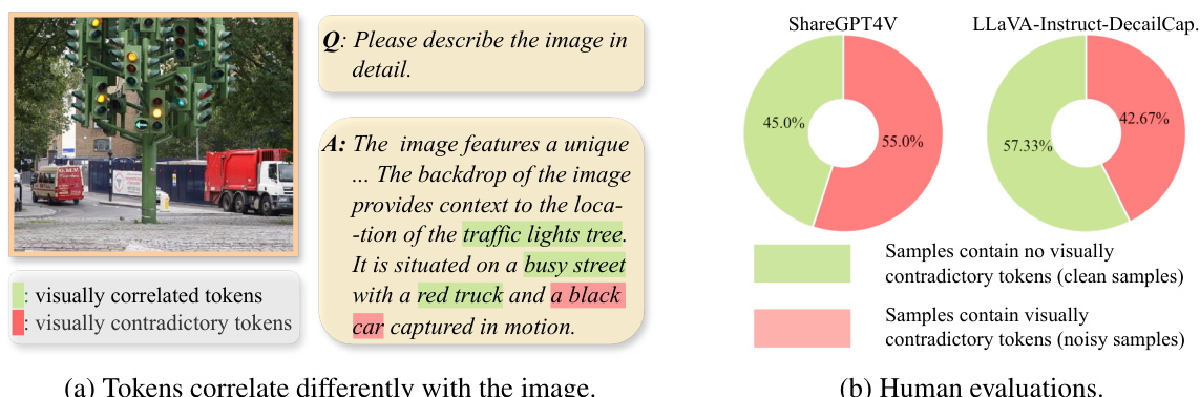 Q: Please describe the image in
detail.
A: The image features a unique
... The backdrop of the image
provides context to the loca-
-tion of the traffic lights tree.
It is situated on a busy street
with a red truck and a black
car captured in motion.
: visually correlated tokens
: visually contradictory tokens
(a) Tokens correlate differently with the image.
ShareGPT4V
45.0%
55.0%
LLaVA-Instruct-DecailCap.
57.33%
42.67%
Samples contain no visually
contradictory tokens (clean samples)
Samples contain visually
contradictory tokens (noisy samples)
(b) Human evaluations.